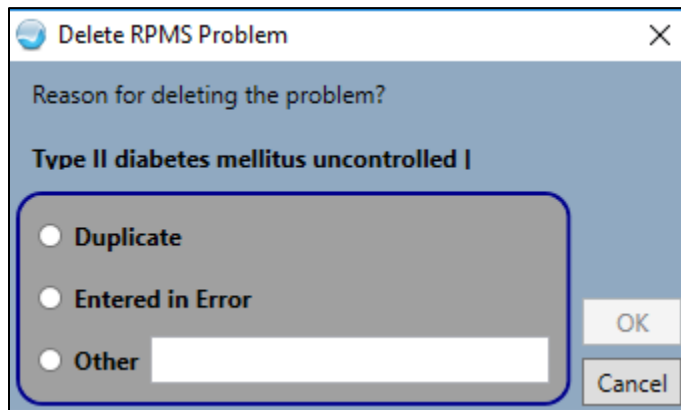 Delete RPMS Problem
Reason for deleting the problem?
Type II diabetes mellitus uncontrolled |
Duplicate
Entered in Error
Other
OK
Cancel